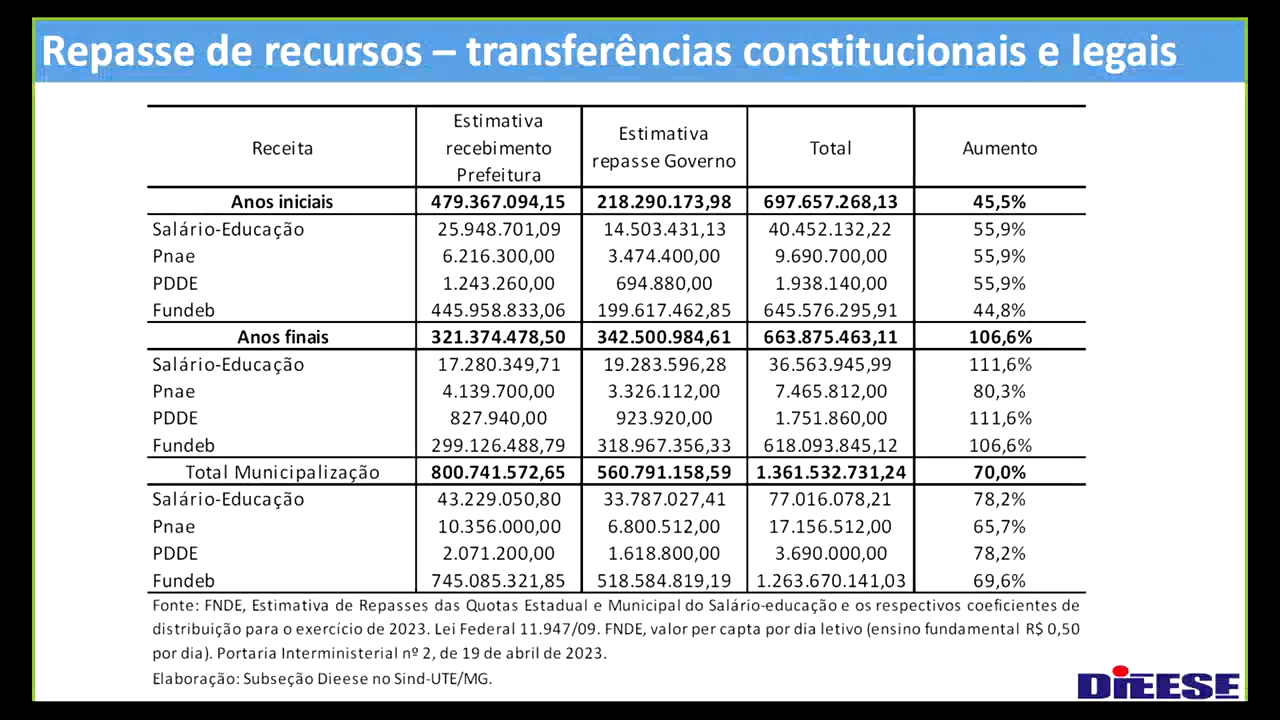 Repasse de recursos – transferências constitucionais e legais
Receita | Estimativa recebimento Prefeitura | Estimativa repasse Governo | Total | Aumento
Anos iniciais | 479.367.094,15 | 218.290.173,98 | 697.657.268,13 | 45,5%
Salário-Educação | 25.948.701,09 | 14.503.431,13 | 40.452.132,22 | 55,9%
Pnae | 6.216.300,00 | 3.474.400,00 | 9.690.700,00 | 55,9%
PDDE | 1.243.260,00 | 694.880,00 | 1.938.140,00 | 55,9%
Fundeb | 445.958.833,06 | 199.617.462,85 | 645.576.295,91 | 44,8%
Anos finais | 321.374.478,50 | 342.500.984,61 | 663.875.463,11 | 106,6%
Salário-Educação | 17.280.349,71 | 19.283.596,28 | 36.563.945,99 | 111,6%
Pnae | 4.139.700,00 | 3.326.112,00 | 7.465.812,00 | 80,3%
PDDE | 827.940,00 | 923.920,00 | 1.751.860,00 | 111,6%
Fundeb | 299.126.488,79 | 318.967.356,33 | 618.093.845,12 | 106,6%
Total Municipalização | 800.741.572,65 | 560.791.158,59 | 1.361.532.731,24 | 70,0%
Salário-Educação | 43.229.050,80 | 33.787.027,41 | 77.016.078,21 | 78,2%
Pnae | 10.356.000,00 | 6.800.512,00 | 17.156.512,00 | 65,7%
PDDE | 2.071.200,00 | 1.618.800,00 | 3.690.000,00 | 78,2%
Fundeb | 745.085.321,85 | 518.584.819,19 | 1.263.670.141,03 | 69,6%
Fonte: FNDE, Estimativa de Repasses das Quotas Estadual e Municipal do Salário-educação e os respectivos coeficientes de
distribuição para o exercício de 2023. Lei Federal 11.947/09. FNDE, valor per capta por dia letivo (ensino fundamental R$ 0,50
por dia). Portaria Interministerial nº 2, de 19 de abril de 2023.
Elaboração: Subseção Dieese no Sind-UTE/MG.
DIEESE